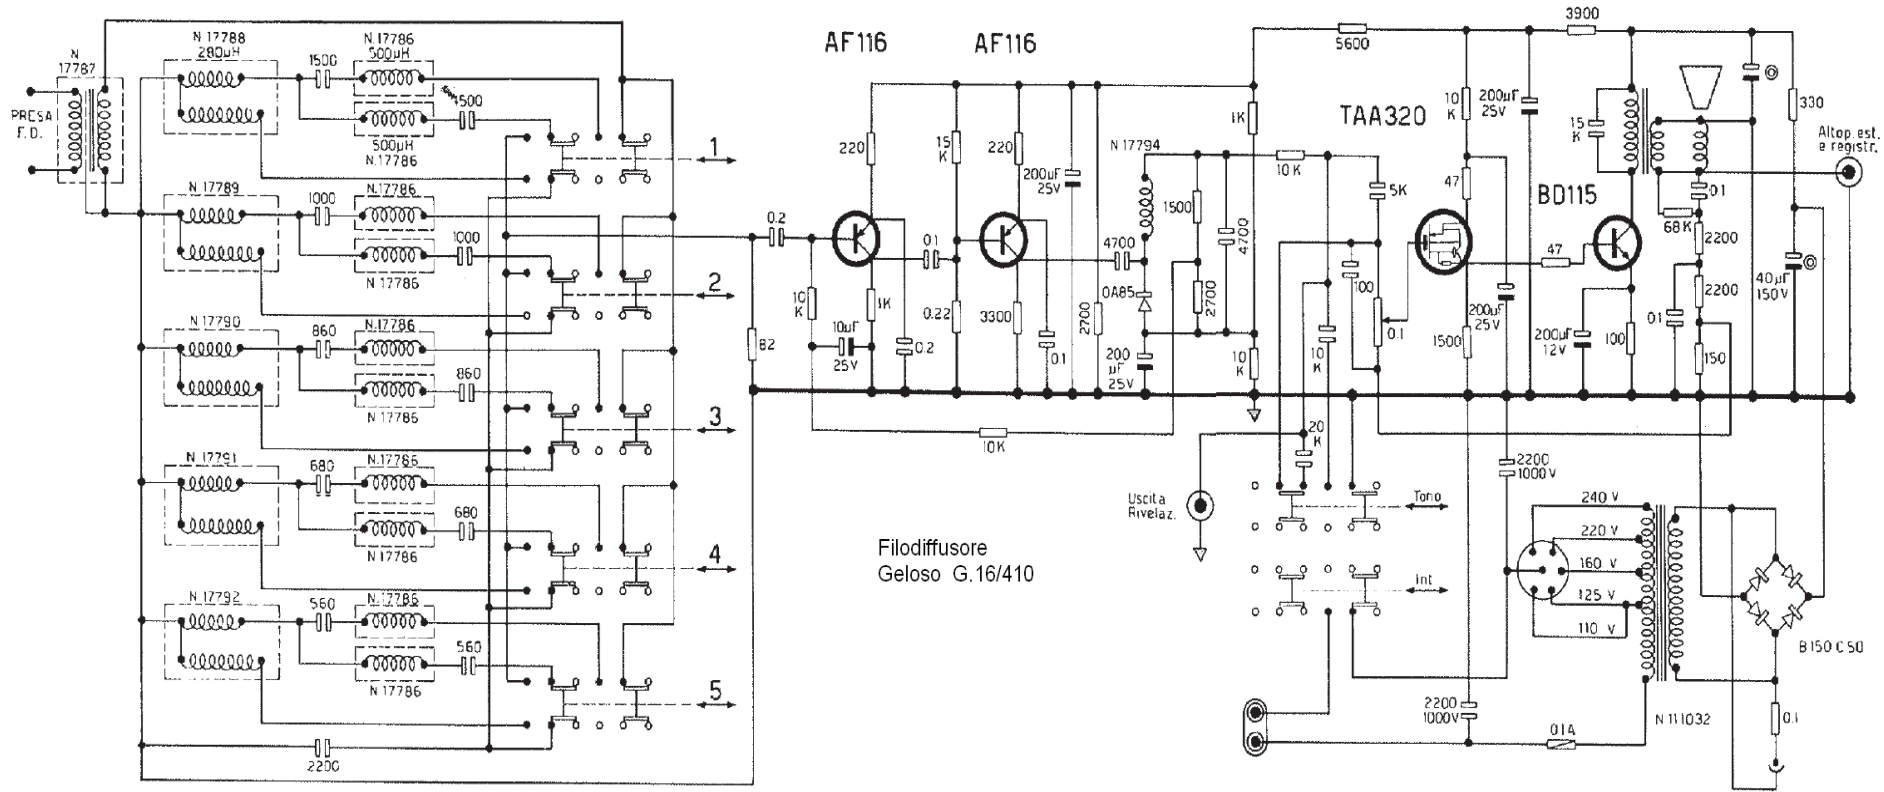 N
17787
PRESA
F.D.
N.17788
280µH
1500
N.17786
500µH
1500
500µH
N.17786
1
N.17789
1000
N.17786
1000
N.17786
2
N.17790
860
N.17786
860
N.17786
3
N.17791
680
N.17786
680
N.17786
4
N.17792
560
N.17786
560
N.17786
5
2200
82
0.2
AF116
AF116
220
10
K
1K
10µF
25V
0.2
0.1
15
K
0.22
220
3300
0.1
200µF
25V
2700
10K
4700
N.17794
0A85
200
µF
25V
1500
2700
4700
1K
10
K
5600
10 K
10
K
20
K
5K
100
0.1
TAA320
10
K
47
1500
200µF
25V
200µF
25V
3900
BD115
47
200µF
12V
100
15
K
68K
0.1
2200
2200
0.1
150
330
40µF
150V
Altop. est.
e registr.
Uscita
Rivelaz.
Tono
Int
Filodiffusore
Geloso G.16/410
2200
1000V
2200
1000V
240 V
220 V
160 V
125 V
110 V
N.111032
0.1A
B150C50
0.1